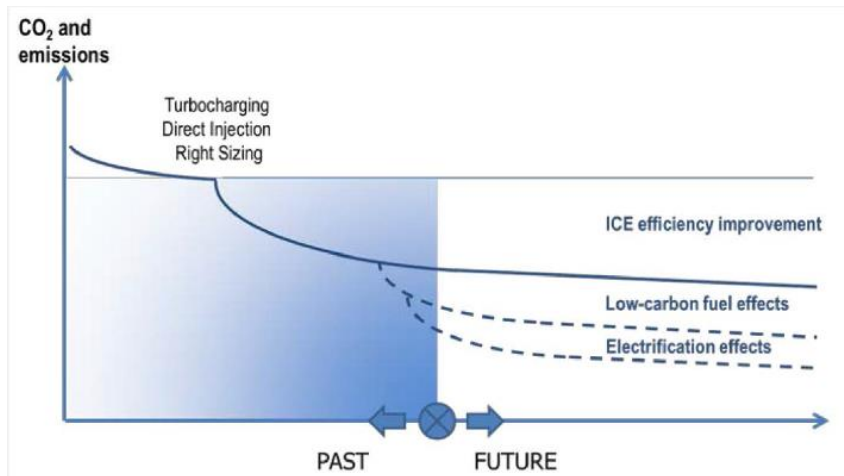 CO₂ and
emissions
Turbocharging
Direct Injection
Right Sizing
ICE efficiency improvement
Low-carbon fuel effects
Electrification effects
PAST
FUTURE